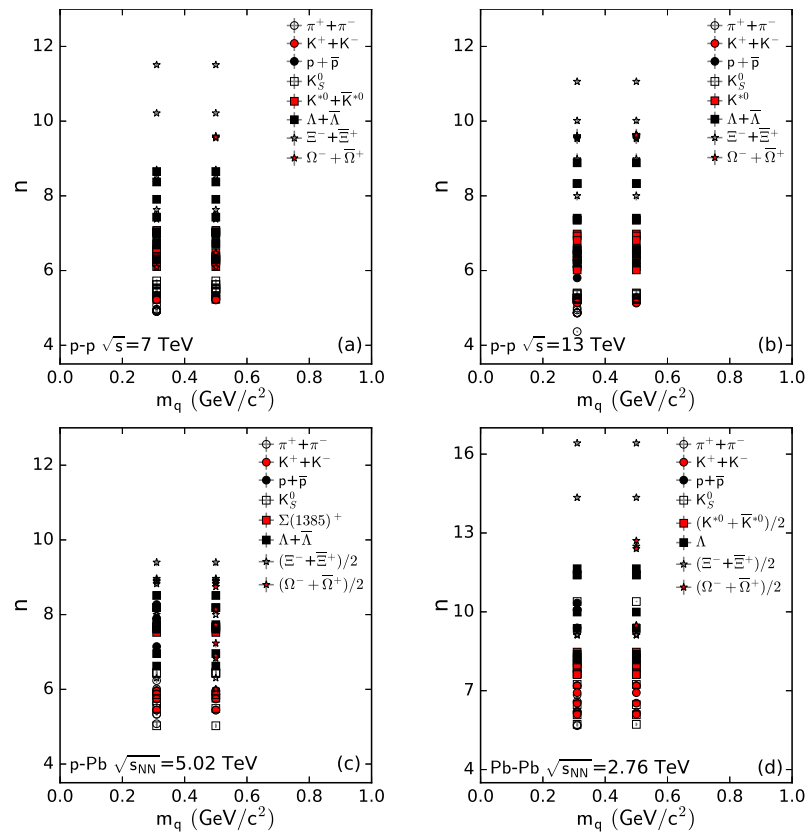 12
10
8
6
4
n
π⁺+π⁻
K⁺+K⁻
p+p̅
K⁰_S
K*⁰+K̅*⁰
Λ+Λ̅
Ξ⁻+Ξ̅⁺
Ω⁻+Ω̅⁺
p-p √s=7 TeV
(a)
0.0 0.2 0.4 0.6 0.8 1.0
m_q (GeV/c²)
12
10
8
6
4
n
π⁺+π⁻
K⁺+K⁻
p+p̅
K⁰_S
K*⁰
Λ+Λ̅
Ξ⁻+Ξ̅⁺
Ω⁻+Ω̅⁺
p-p √s=13 TeV
(b)
0.0 0.2 0.4 0.6 0.8 1.0
m_q (GeV/c²)
12
10
8
6
4
n
π⁺+π⁻
K⁺+K⁻
p+p̅
K⁰_S
Σ(1385)⁺
Λ+Λ̅
(Ξ⁻+Ξ̅⁺)/2
(Ω⁻+Ω̅⁺)/2
p-Pb √s_NN=5.02 TeV
(c)
0.0 0.2 0.4 0.6 0.8 1.0
m_q (GeV/c²)
16
13
10
7
4
n
π⁺+π⁻
K⁺+K⁻
p+p̅
K⁰_S
(K*⁰+K̅*⁰)/2
Λ
(Ξ⁻+Ξ̅⁺)/2
(Ω⁻+Ω̅⁺)/2
Pb-Pb √s_NN=2.76 TeV
(d)
0.0 0.2 0.4 0.6 0.8 1.0
m_q (GeV/c²)